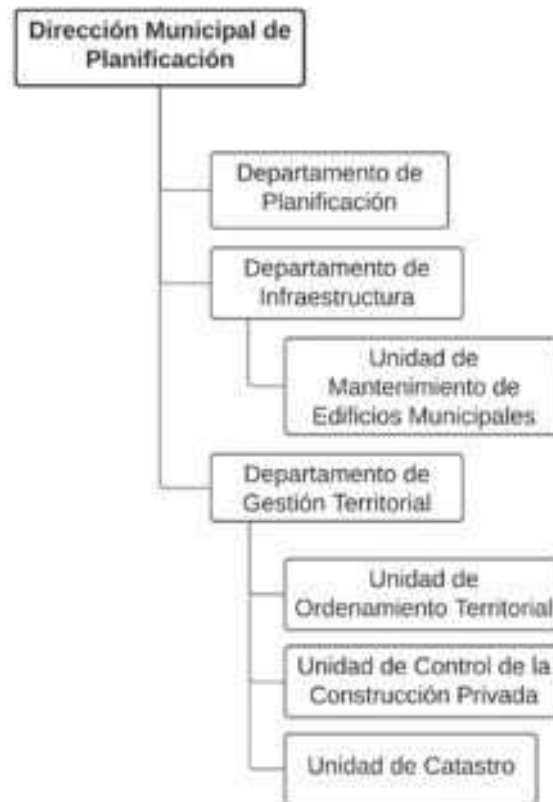 Dirección Municipal de
Planificación
Departamento de
Planificación
Departamento de
Infraestructura
Unidad de
Mantenimiento de
Edificios Municipales
Departamento de
Gestión Territorial
Unidad de
Ordenamiento Territorial
Unidad de Control de la
Construcción Privada
Unidad de Catastro